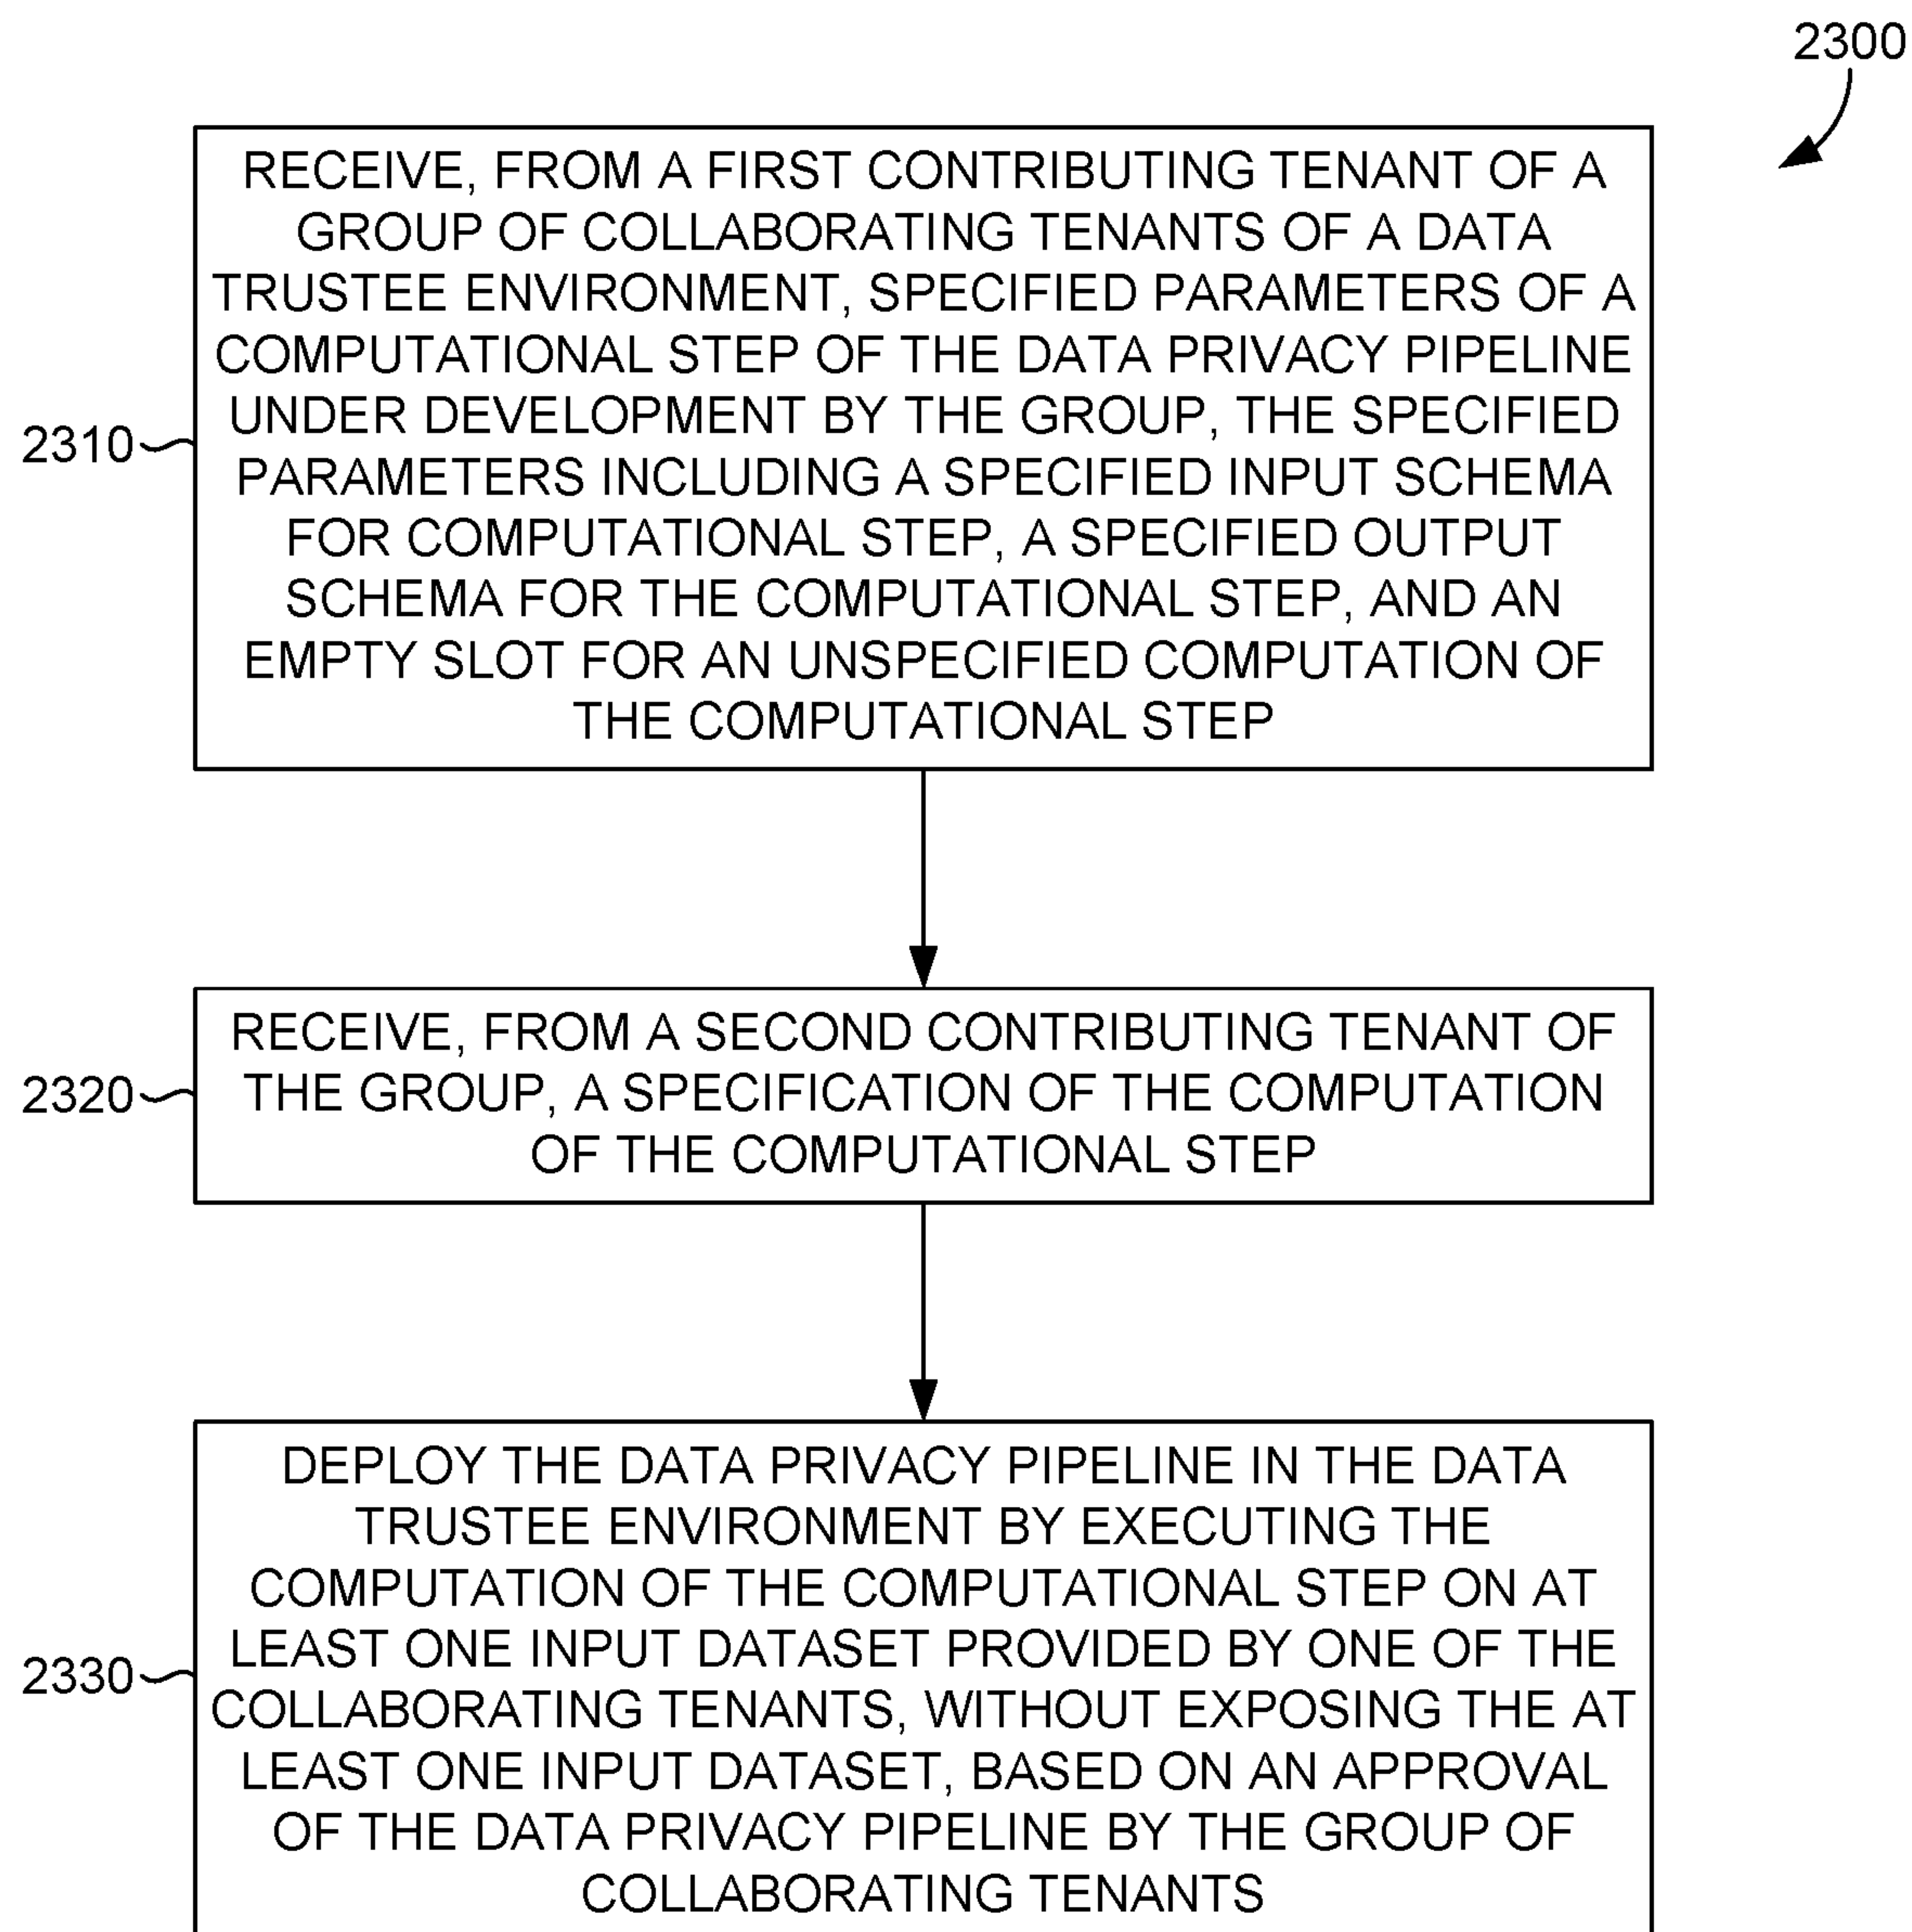 2300
RECEIVE, FROM A FIRST CONTRIBUTING TENANT OF A
GROUP OF COLLABORATING TENANTS OF A DATA
TRUSTEE ENVIRONMENT, SPECIFIED PARAMETERS OF A
COMPUTATIONAL STEP OF THE DATA PRIVACY PIPELINE
UNDER DEVELOPMENT BY THE GROUP, THE SPECIFIED
2310
PARAMETERS INCLUDING A SPECIFIED INPUT SCHEMA
FOR COMPUTATIONAL STEP, A SPECIFIED OUTPUT
SCHEMA FOR THE COMPUTATIONAL STEP, AND AN
EMPTY SLOT FOR AN UNSPECIFIED COMPUTATION OF
THE COMPUTATIONAL STEP
RECEIVE, FROM A SECOND CONTRIBUTING TENANT OF
2320
THE GROUP, A SPECIFICATION OF THE COMPUTATION
OF THE COMPUTATIONAL STEP
DEPLOY THE DATA PRIVACY PIPELINE IN THE DATA
TRUSTEE ENVIRONMENT BY EXECUTING THE
COMPUTATION OF THE COMPUTATIONAL STEP ON AT
LEAST ONE INPUT DATASET PROVIDED BY ONE OF THE
2330
COLLABORATING TENANTS, WITHOUT EXPOSING THE AT
LEAST ONE INPUT DATASET, BASED ON AN APPROVAL
OF THE DATA PRIVACY PIPELINE BY THE GROUP OF
COLLABORATING TENANTS